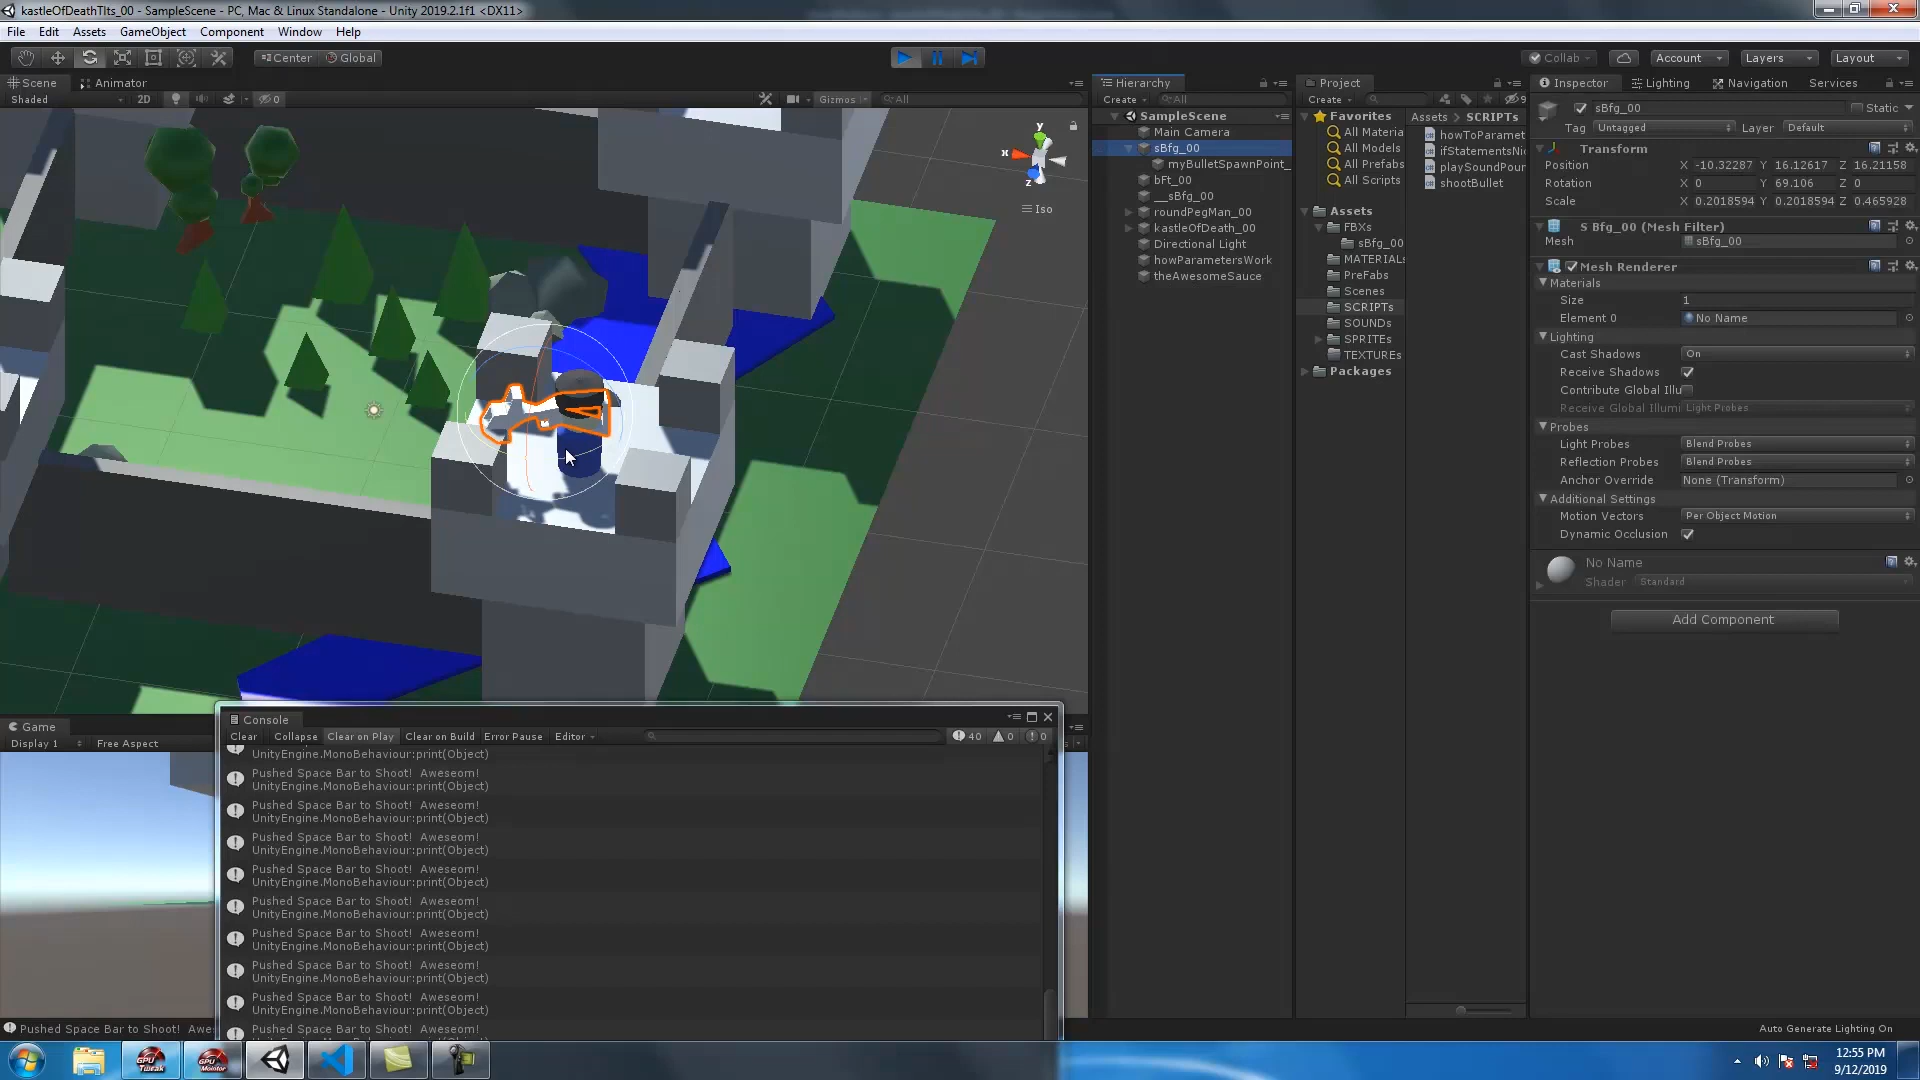 kastleOfDeathTIts_00 - SampleScene - PC, Mac & Linux Standalone - Unity 2019.2.1f1 <DX11>
File Edit Assets GameObject Component Window Help
Center Global
Collab Account Layers Layout
Scene Animator
Shaded 2D 0 Gizmos All
y
x
z
Iso
Hierarchy
Create All
SampleScene
Main Camera
sBfg_00
myBulletSpawnPoint_
bFt_00
__sBfg_00
roundPegMan_00
kastleOfDeath_00
Directional Light
howParametersWork
theAwesomeSauce
Project
Create 9
Favorites
All Materia
All Models
All Prefabs
All Scripts
Assets
FBXs
sBfg_00
MATERIALs
PreFabs
Scenes
SCRIPTs
SOUNDs
SPRITEs
TEXTUREs
Packages
Assets > SCRIPTs
howToParamet
ifStatementsNi
playSoundPour
shootBullet
Inspector Lighting Navigation Services
sBfg_00 Static
Tag Untagged Layer Default
Transform
Position X -10.32287 Y 16.12617 Z 16.21158
Rotation X 0 Y 69.106 Z 0
Scale X 0.2018594 Y 0.2018594 Z 0.465928
S Bfg_00 (Mesh Filter)
Mesh sBfg_00
Mesh Renderer
Materials
Size 1
Element 0 No Name
Lighting
Cast Shadows On
Receive Shadows
Contribute Global Illu
Receive Global Illumi Light Probes
Probes
Light Probes Blend Probes
Reflection Probes Blend Probes
Anchor Override None (Transform)
Additional Settings
Motion Vectors Per Object Motion
Dynamic Occlusion
No Name
Shader Standard
Add Component
Game
Display 1 Free Aspect
Console
Clear Collapse Clear on Play Clear on Build Error Pause Editor 40 0 0
UnityEngine.MonoBehaviour:print(Object)
Pushed Space Bar to Shoot! Aweseom!
UnityEngine.MonoBehaviour:print(Object)
Pushed Space Bar to Shoot! Aweseom!
UnityEngine.MonoBehaviour:print(Object)
Pushed Space Bar to Shoot! Aweseom!
UnityEngine.MonoBehaviour:print(Object)
Pushed Space Bar to Shoot! Aweseom!
UnityEngine.MonoBehaviour:print(Object)
Pushed Space Bar to Shoot! Aweseom!
UnityEngine.MonoBehaviour:print(Object)
Pushed Space Bar to Shoot! Aweseom!
UnityEngine.MonoBehaviour:print(Object)
Pushed Space Bar to Shoot! Aweseom!
UnityEngine.MonoBehaviour:print(Object)
Pushed Space Bar to Shoot! Aweseom!
UnityEngine.MonoBehaviour:print(Object)
Pushed Space Bar to Shoot! Aweseom!
Pushed Space Bar to Shoot! Awe
Auto Generate Lighting On
GPU Tweak
GPU Monitor
12:55 PM
9/12/2019